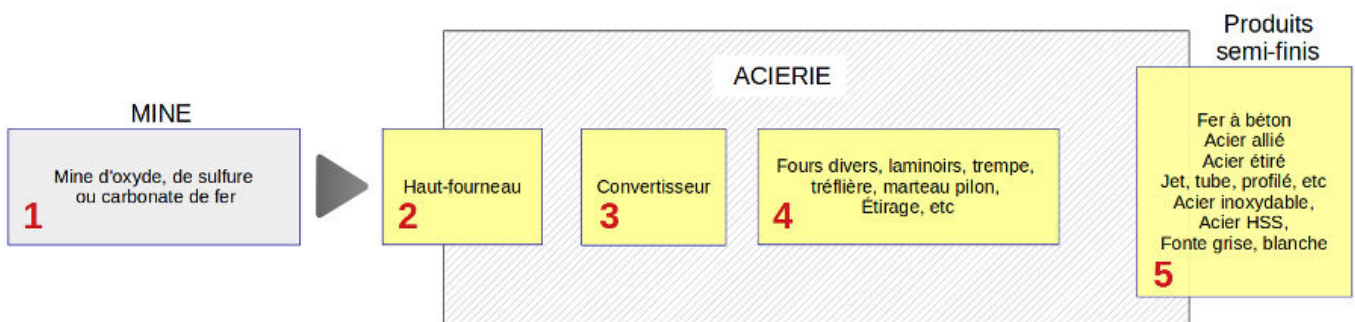 Produits
semi-finis
ACIERIE
MINE
Mine d'oxyde, de sulfure
ou carbonate de fer
1
Haut-fourneau
2
Convertisseur
3
Fours divers, laminoirs, trempe,
tréflière, marteau pilon,
Étirage, etc
4
Fer à béton
Acier allié
Acier étiré
Jet, tube, profilé, etc
Acier inoxydable,
Acier HSS,
Fonte grise, blanche
5